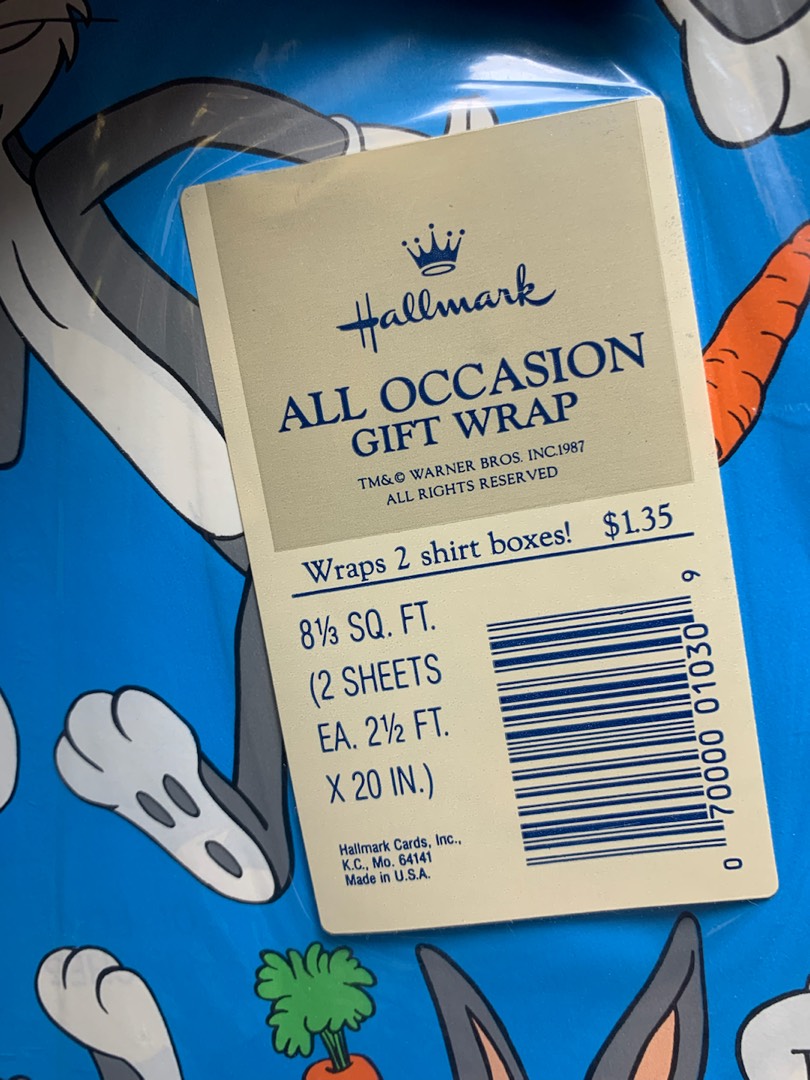 Hallmark
ALL OCCASION
GIFT WRAP
TM&© WARNER BROS. INC.1987
ALL RIGHTS RESERVED
Wraps 2 shirt boxes! $1.35
8⅓ SQ. FT.
(2 SHEETS
EA. 2½ FT.
X 20 IN.)
Hallmark Cards, Inc.,
K.C., Mo. 64141
Made in U.S.A.
0 70000 01030 9